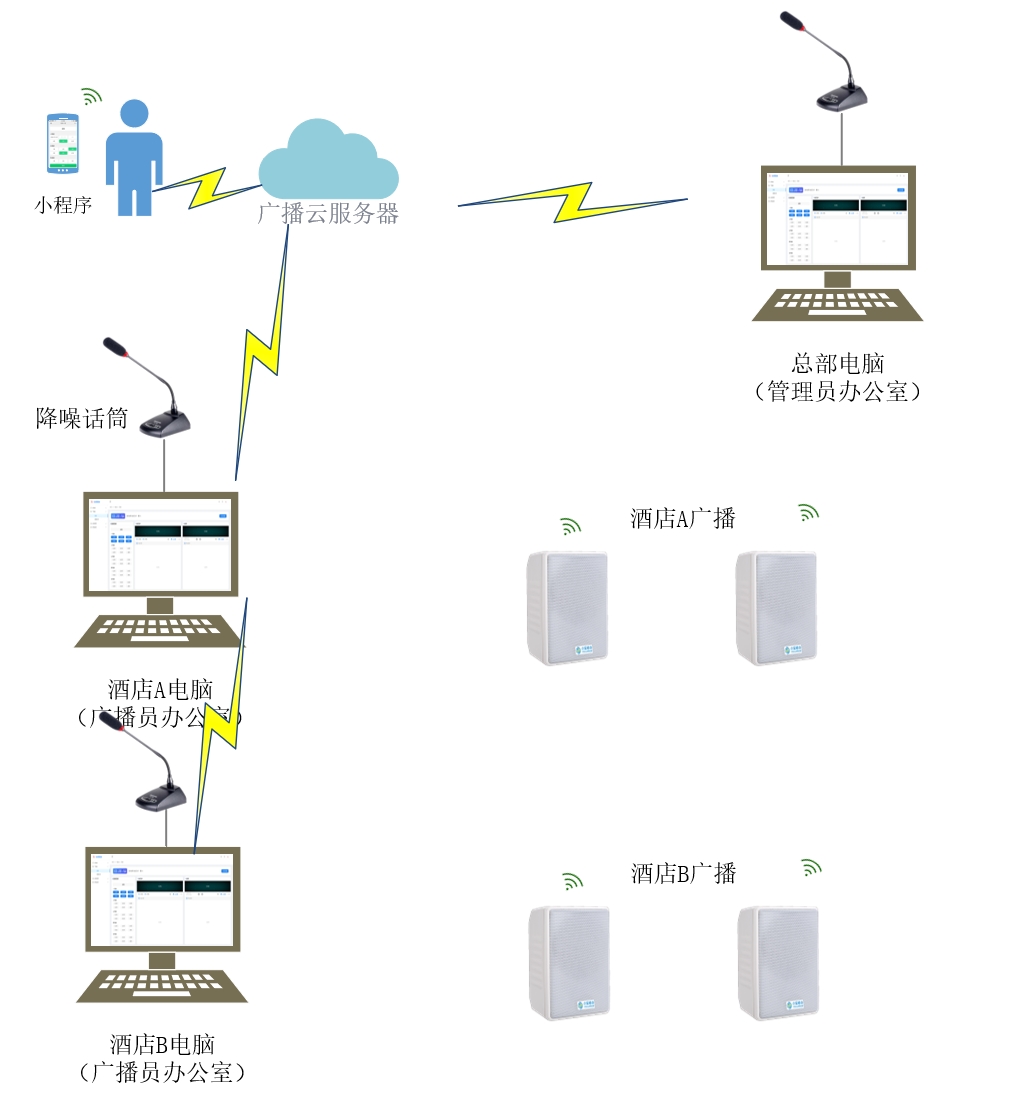 小程序
广播云服务器
总部电脑
（管理员办公室）
降噪话筒
酒店A广播
酒店A电脑
（广播员办公室）
酒店B广播
酒店B电脑
（广播员办公室）